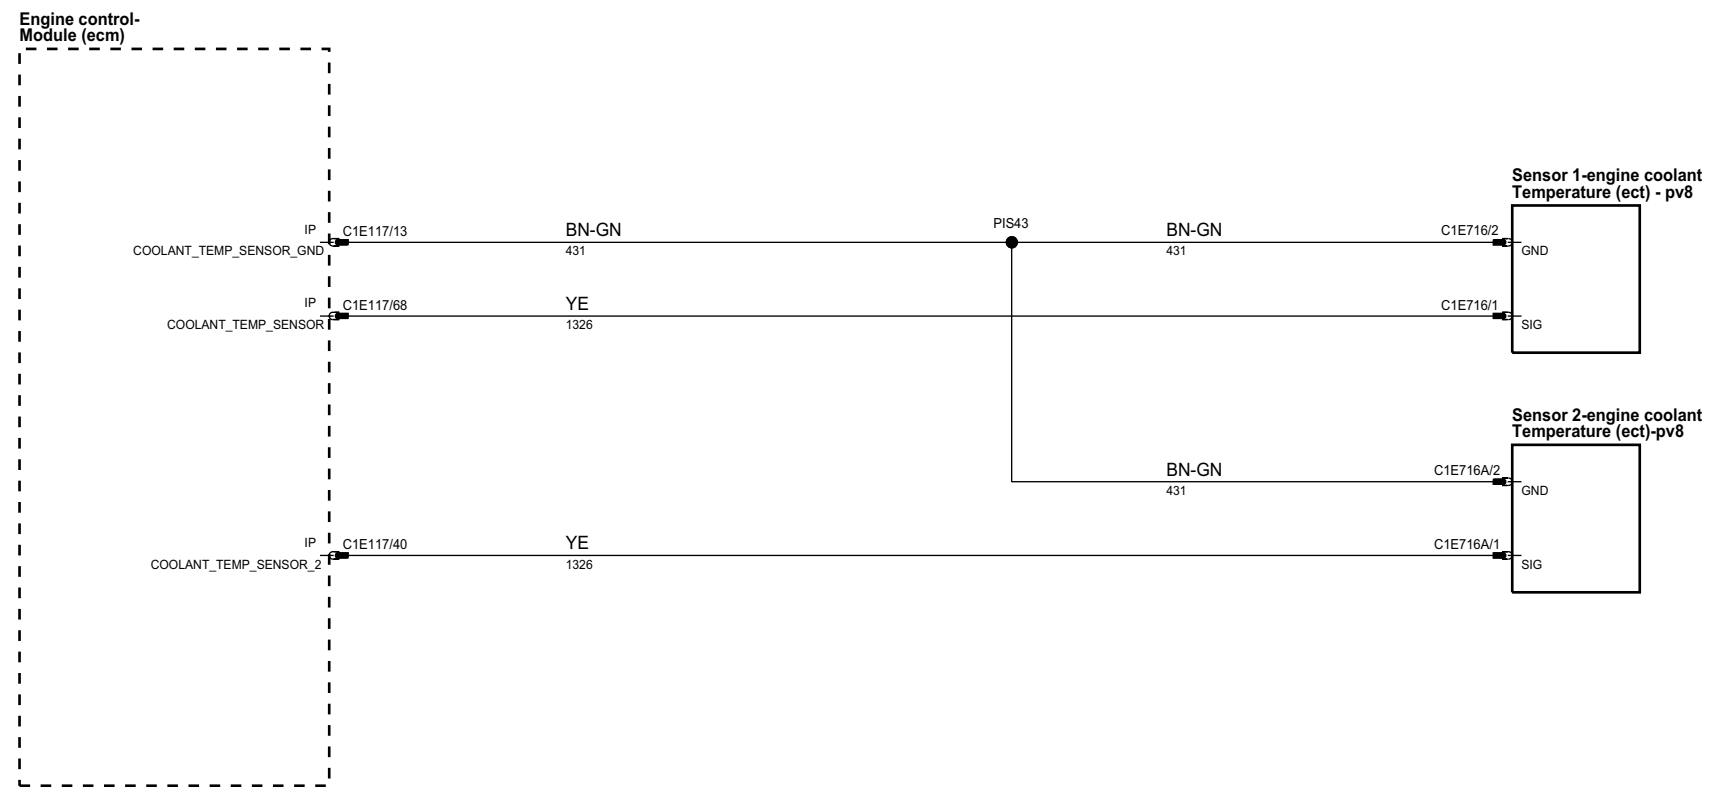 Engine control-
Module (ecm)
Sensor 1-engine coolant
Temperature (ect) - pv8
IP C1E117/13 BN-GN PIS43 BN-GN C1E716/2
COOLANT_TEMP_SENSOR_GND 431 431 GND
IP C1E117/68 YE C1E716/1
COOLANT_TEMP_SENSOR 1326 SIG
Sensor 2-engine coolant
Temperature (ect)-pv8
BN-GN C1E716A/2
431 GND
IP C1E117/40 YE C1E716A/1
COOLANT_TEMP_SENSOR_2 1326 SIG